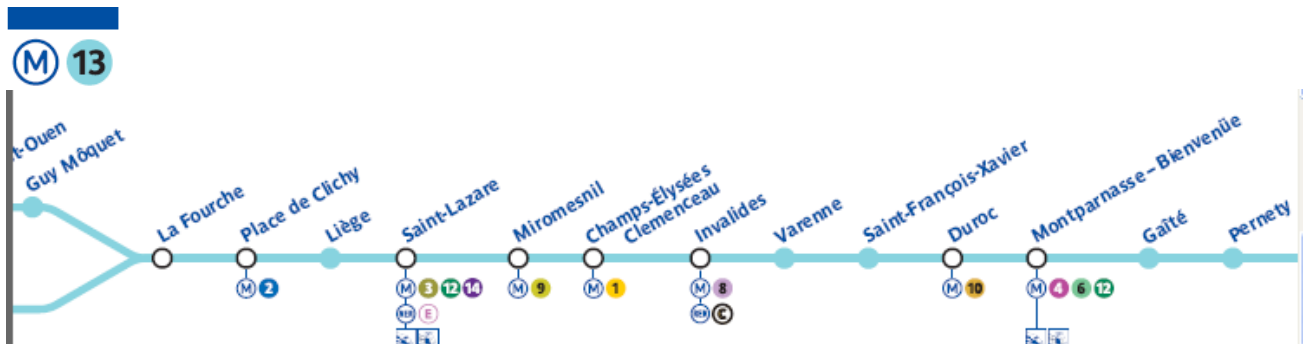 M 13
t-Ouen
Guy Môquet
La Fourche
Place de Clichy
Liège
Saint-Lazare
Miromesnil
Champs-Élysées
Clemenceau
Invalides
Varenne
Saint-François-Xavier
Duroc
Montparnasse – Bienvenüe
Gaîté
Pernety
M 2
M 3 12 14
RER E
M 9
M 1
M 8
RER C
M 10
M 4 6 12